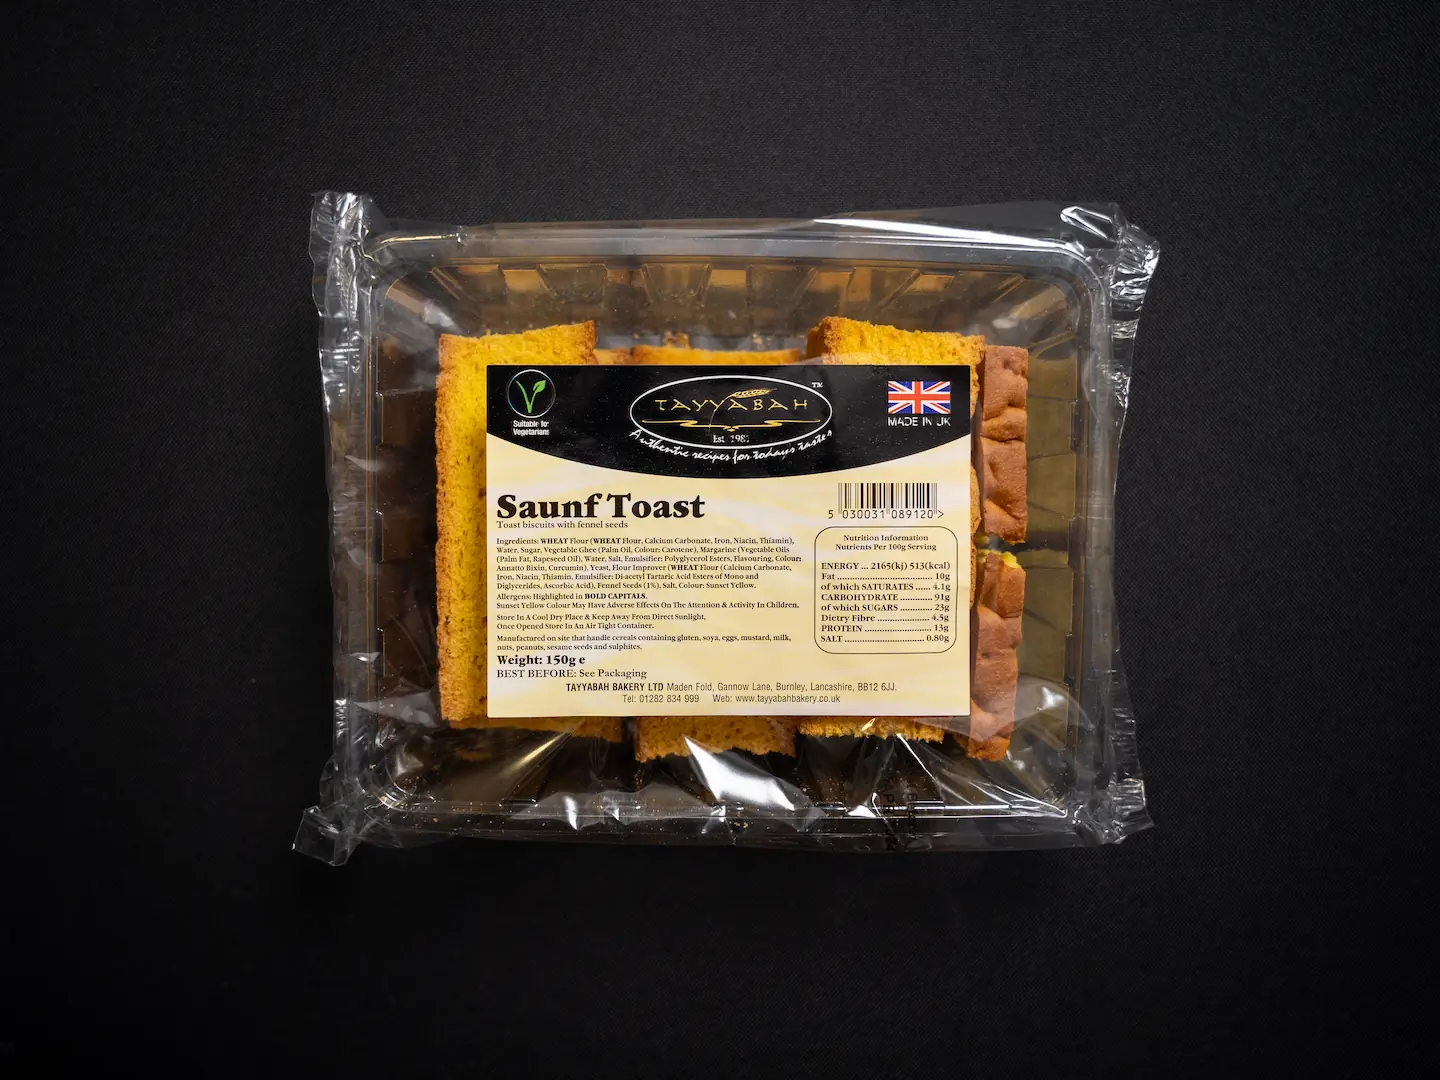 Suitable for
Vegetarians
TAYYABAH
TM
Est.
Authentic recipes for todays tastes
MADE IN UK
Saunf Toast
Toast biscuits with fennel seeds
Ingredients: WHEAT Flour (WHEAT Flour, Calcium Carbonate, Iron, Niacin, Thiamin),
Water, Sugar, Vegetable Ghee (Palm Oil, Colour: Carotene), Margarine (Vegetable Oils
(Palm Fat, Rapeseed Oil), Water, Salt, Emulsifier: Polyglycerol Esters, Flavouring, Colour:
Annatto Bixin, Curcumin). Yeast, Flour Improver (WHEAT Flour (Calcium Carbonate,
Iron, Niacin, Thiamin, Emulsifier: Di-acetyl Tartaric Acid Esters of Mono and
Diglycerides, Ascorbic Acid), Fennel Seeds (1%), Salt, Colour: Sunset Yellow.
Allergens: Highlighted in BOLD CAPITALS.
Sunset Yellow Colour May Have Adverse Effects On The Attention & Activity In Children.
Store In A Cool Dry Place & Keep Away From Direct Sunlight.
Once Opened Store In An Air Tight Container.
Manufactured on site that handle cereals containing gluten, soya, eggs, mustard, milk,
nuts, peanuts, sesame seeds and sulphites.
Weight: 150g e
BEST BEFORE: See Packaging
5 030031 089120 >
Nutrition Information
Nutrients Per 100g Serving
ENERGY ... 2165(kj) 513(kcal)
Fat .................................. 10g
of which SATURATES ...... 4.1g
CARBOHYDRATE ............ 91g
of which SUGARS ............ 23g
Dietry Fibre .................... 4.5g
PROTEIN ......................... 13g
SALT ............................. 0.80g
TAYYABAH BAKERY LTD Maden Fold, Gannow Lane, Burnley, Lancashire, BB12 6JJ.
Tel: 01282 834 999 Web: www.tayyabahbakery.co.uk